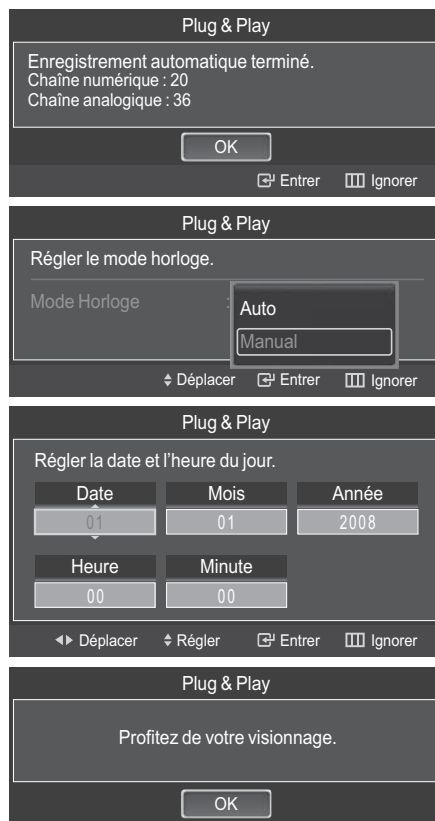 Plug & Play
Enregistrement automatique terminé.
Chaîne numérique : 20
Chaîne analogique : 36
OK
Entrer Ignorer
Plug & Play
Régler le mode horloge.
Mode Horloge :
Auto
Manual
Déplacer Entrer Ignorer
Plug & Play
Régler la date et l'heure du jour.
Date Mois Année
01 01 2008
Heure Minute
00 00
Déplacer Régler Entrer Ignorer
Plug & Play
Profitez de votre visionnage.
OK